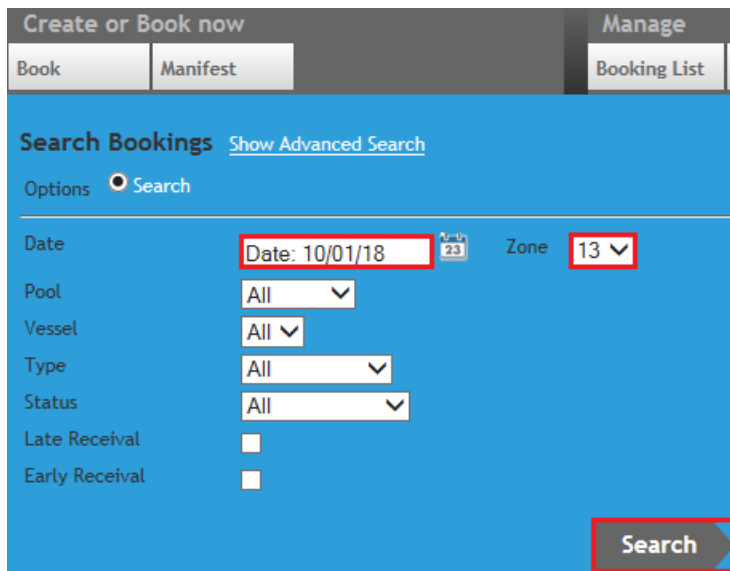 Create or Book now Manage
Book Manifest Booking List
Search Bookings Show Advanced Search
Options Search
Date Date: 10/01/18 23 Zone 13
Pool All
Vessel All
Type All
Status All
Late Receival
Early Receival
Search